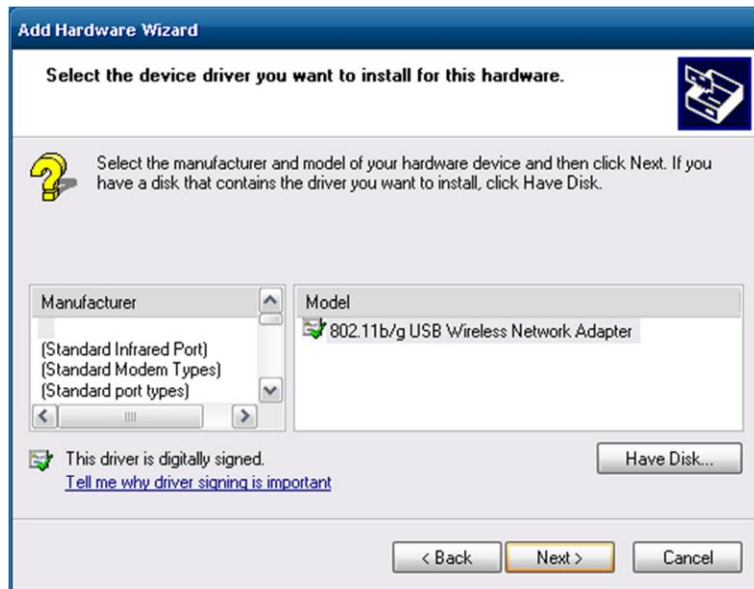 Add Hardware Wizard
Select the device driver you want to install for this hardware.
Select the manufacturer and model of your hardware device and then click Next. If you
have a disk that contains the driver you want to install, click Have Disk.
Manufacturer
(Standard Infrared Port)
(Standard Modem Types)
(Standard port types)
Model
802.11b/g USB Wireless Network Adapter
This driver is digitally signed.
Tell me why driver signing is important
Have Disk...
< Back
Next >
Cancel